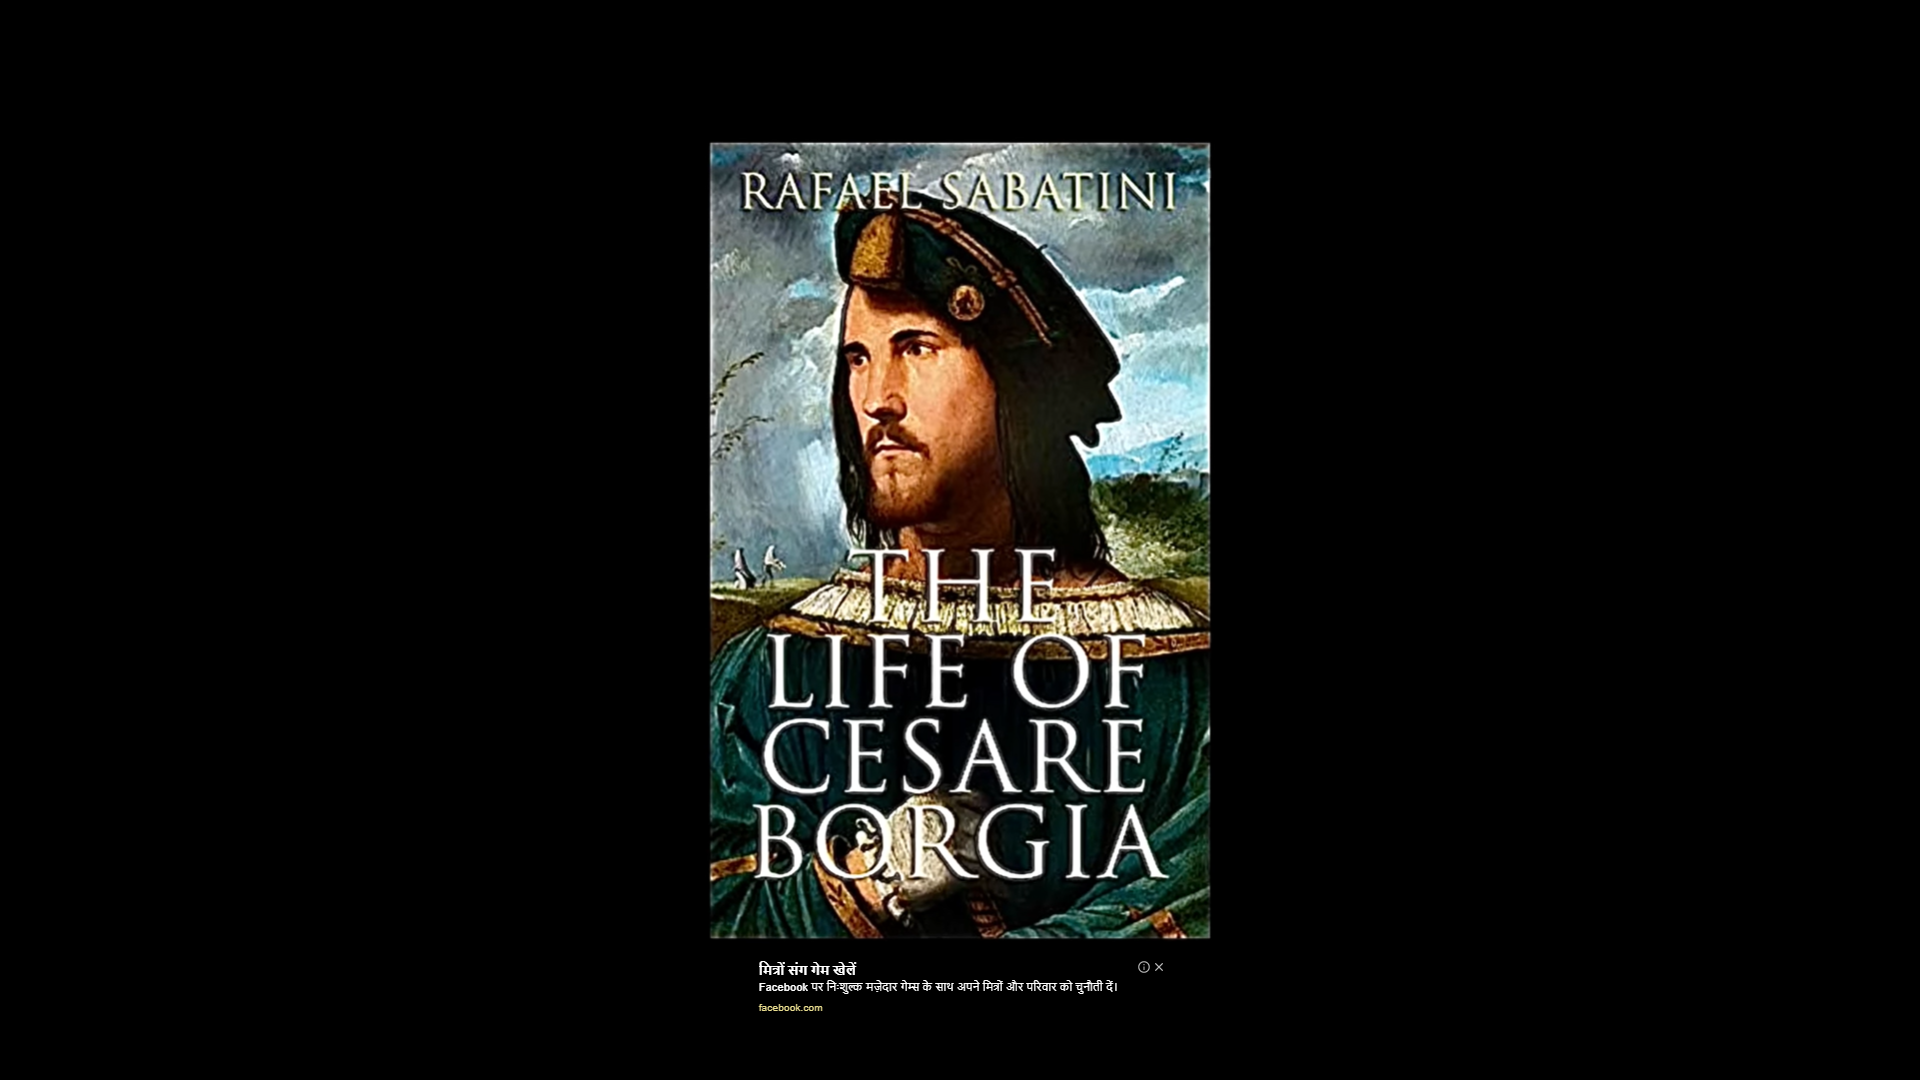 RAFAEL SABATINI
THE
LIFE OF
CESARE
BORGIA
मित्रों संग गेम खेलें
Facebook पर निःशुल्क मज़ेदार गेम्स के साथ अपने मित्रों और परिवार को चुनौती दें।
facebook.com